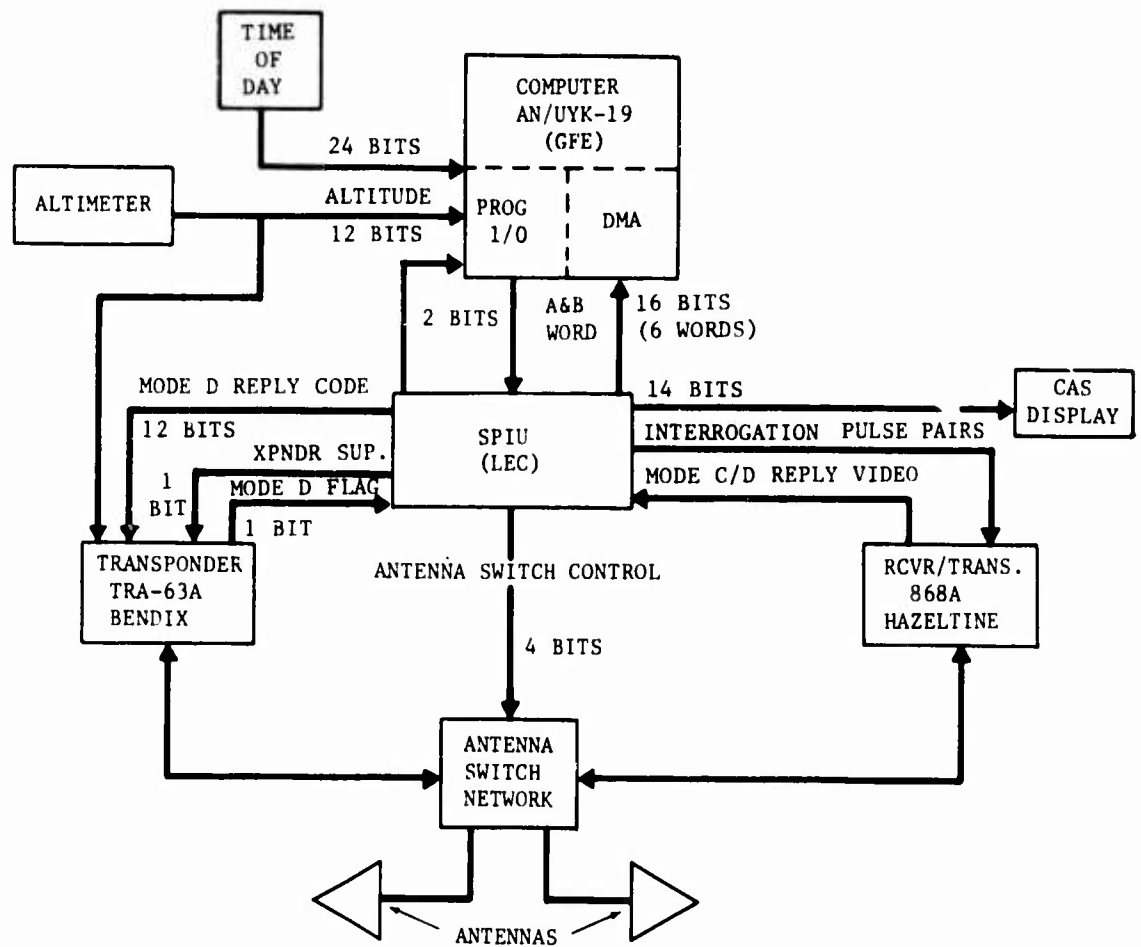 TIME
OF
DAY
COMPUTER
AN/UYK-19
(GFE)
24 BITS
ALTIMETER
ALTITUDE
12 BITS
PROG
1/0
DMA
2 BITS
A&B
WORD
16 BITS
(6 WORDS)
MODE D REPLY CODE
12 BITS
XPNDR SUP.
1
BIT
MODE D FLAG
1 BIT
SPIU
(LEC)
14 BITS
CAS
DISPLAY
INTERROGATION PULSE PAIRS
MODE C/D REPLY VIDEO
TRANSPONDER
TRA-63A
BENDIX
ANTENNA SWITCH CONTROL
RCVR/TRANS.
868A
HAZELTINE
4 BITS
ANTENNA
SWITCH
NETWORK
ANTENNAS